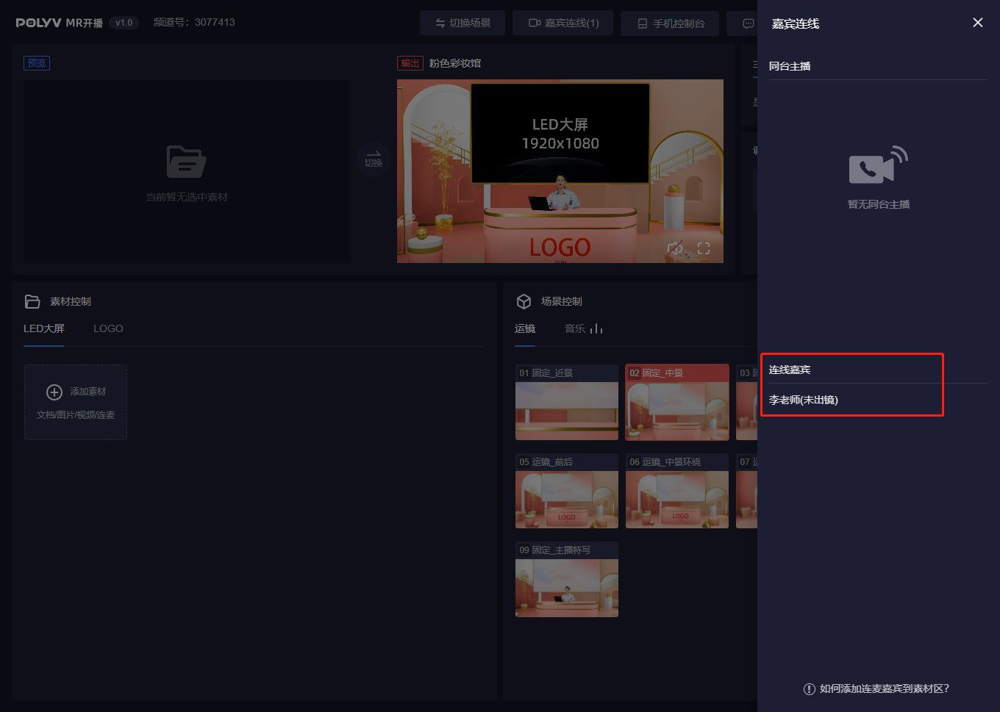 POLYV MR开播 v1.0 频道号：3077413
切换场景
嘉宾连线(1)
手机控制台
嘉宾连线
同台主播
预览
输出 粉色彩妆馆
LED大屏
1920x1080
LOGO
切换
当前暂无选中素材
暂无同台主播
素材控制
LED大屏 LOGO
添加素材
文档/图片/视频/连麦
场景控制
运镜 音乐
01 固定_近景
02 固定_中景
03
05 运镜_前后
LOGO
06 运镜_中景环绕
LOGO
07
09 固定_主播特写
连线嘉宾
李老师(未出镜)
如何添加连麦嘉宾到素材区?